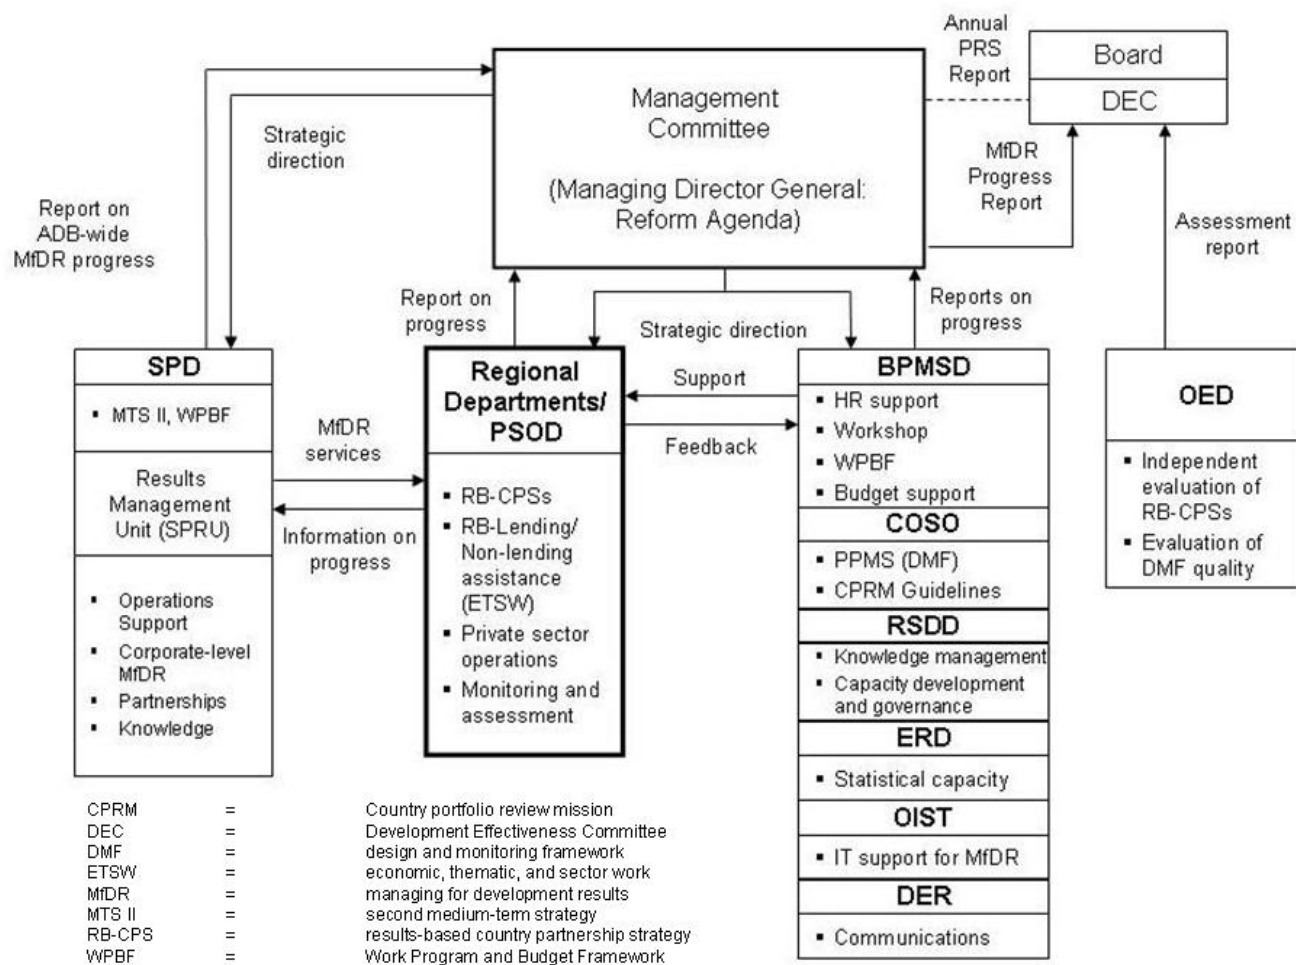 Annual
PRS
Report
Board
DEC
Management
Committee
(Managing Director General:
Reform Agenda)
Strategic
direction
MfDR
Progress
Report
Report on
ADB-wide
MfDR progress
Assessment
report
Report on
progress
Strategic direction
Reports on
progress
SPD
▪ MTS II, WPBF
Results
Management
Unit (SPRU)
▪ Operations
Support
▪ Corporate-level
MfDR
▪ Partnerships
▪ Knowledge
MfDR
services
Information on
progress
Regional
Departments/
PSOD
▪ RB-CPSs
▪ RB-Lending/
Non-lending
assistance
(ETSW)
▪ Private sector
operations
▪ Monitoring and
assessment
Support
Feedback
BPMSD
▪ HR support
▪ Workshop
▪ WPBF
▪ Budget support
COSO
▪ PPMS (DMF)
▪ CPRM Guidelines
RSDD
▪ Knowledge management
▪ Capacity development
and governance
ERD
▪ Statistical capacity
OIST
▪ IT support for MfDR
DER
▪ Communications
OED
▪ Independent
evaluation of
RB-CPSs
▪ Evaluation of
DMF quality
CPRM = Country portfolio review mission
DEC = Development Effectiveness Committee
DMF = design and monitoring framework
ETSW = economic, thematic, and sector work
MfDR = managing for development results
MTS II = second medium-term strategy
RB-CPS = results-based country partnership strategy
WPBF = Work Program and Budget Framework